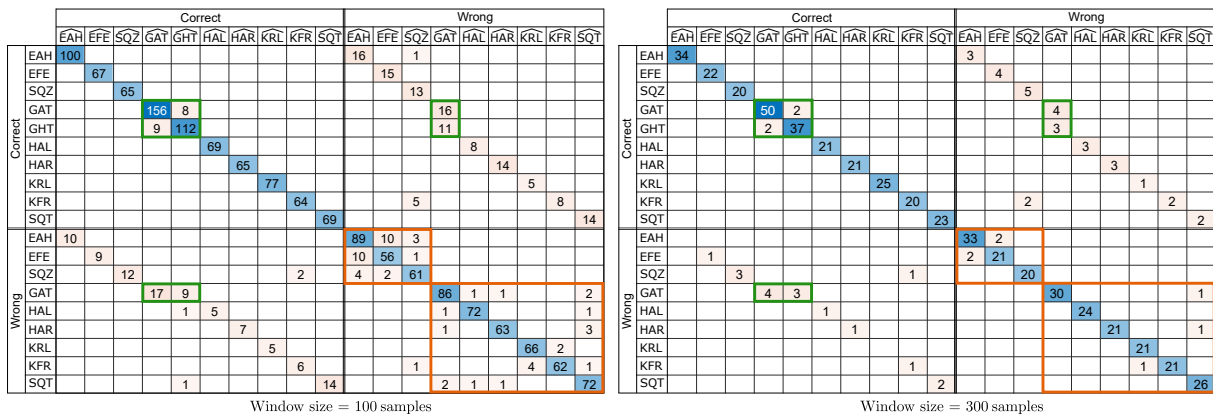 Correct Wrong
EAH EFE SQZ GAT GHT HAL HAR KRL KFR SQT EAH EFE SQZ GAT HAL HAR KRL KFR SQT
Correct
EAH 100 16 1
EFE 67 15
SQZ 65 13
GAT 156 8 16
GHT 9 112 11
HAL 69 8
HAR 65 14
KRL 77 5
KFR 64 5 8
SQT 69 14
Wrong
EAH 10 89 10 3
EFE 9 10 56 1
SQZ 12 2 4 2 61
GAT 17 9 86 1 1 2
HAL 1 5 1 72 1
HAR 7 1 63 3
KRL 5 66 2
KFR 6 1 4 62 1
SQT 1 14 2 1 1 72
Window size = 100 samples
Correct Wrong
EAH EFE SQZ GAT GHT HAL HAR KRL KFR SQT EAH EFE SQZ GAT HAL HAR KRL KFR SQT
Correct
EAH 34 3
EFE 22 4
SQZ 20 5
GAT 50 2 4
GHT 2 37 3
HAL 21 3
HAR 21 3
KRL 25 1
KFR 20 2 2
SQT 23 2
Wrong
EAH 33 2
EFE 1 2 21
SQZ 3 1 20
GAT 4 3 30 1
HAL 1 24
HAR 1 21 1
KRL 21
KFR 1 1 21
SQT 2 26
Window size = 300 samples